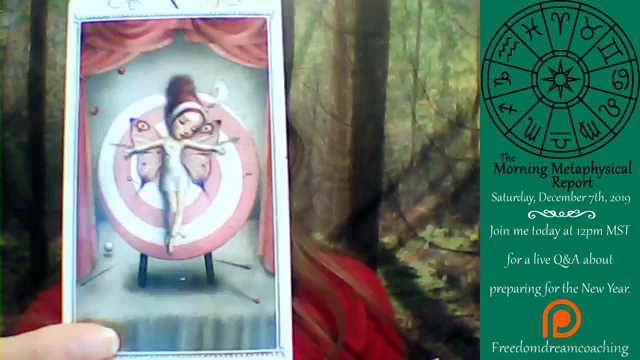 The
Morning Metaphysical
Report
Saturday, December 7th, 2019
Join me today at 12pm MST
for a live Q&A about
preparing for the New Year.
Freedomdreamcoaching